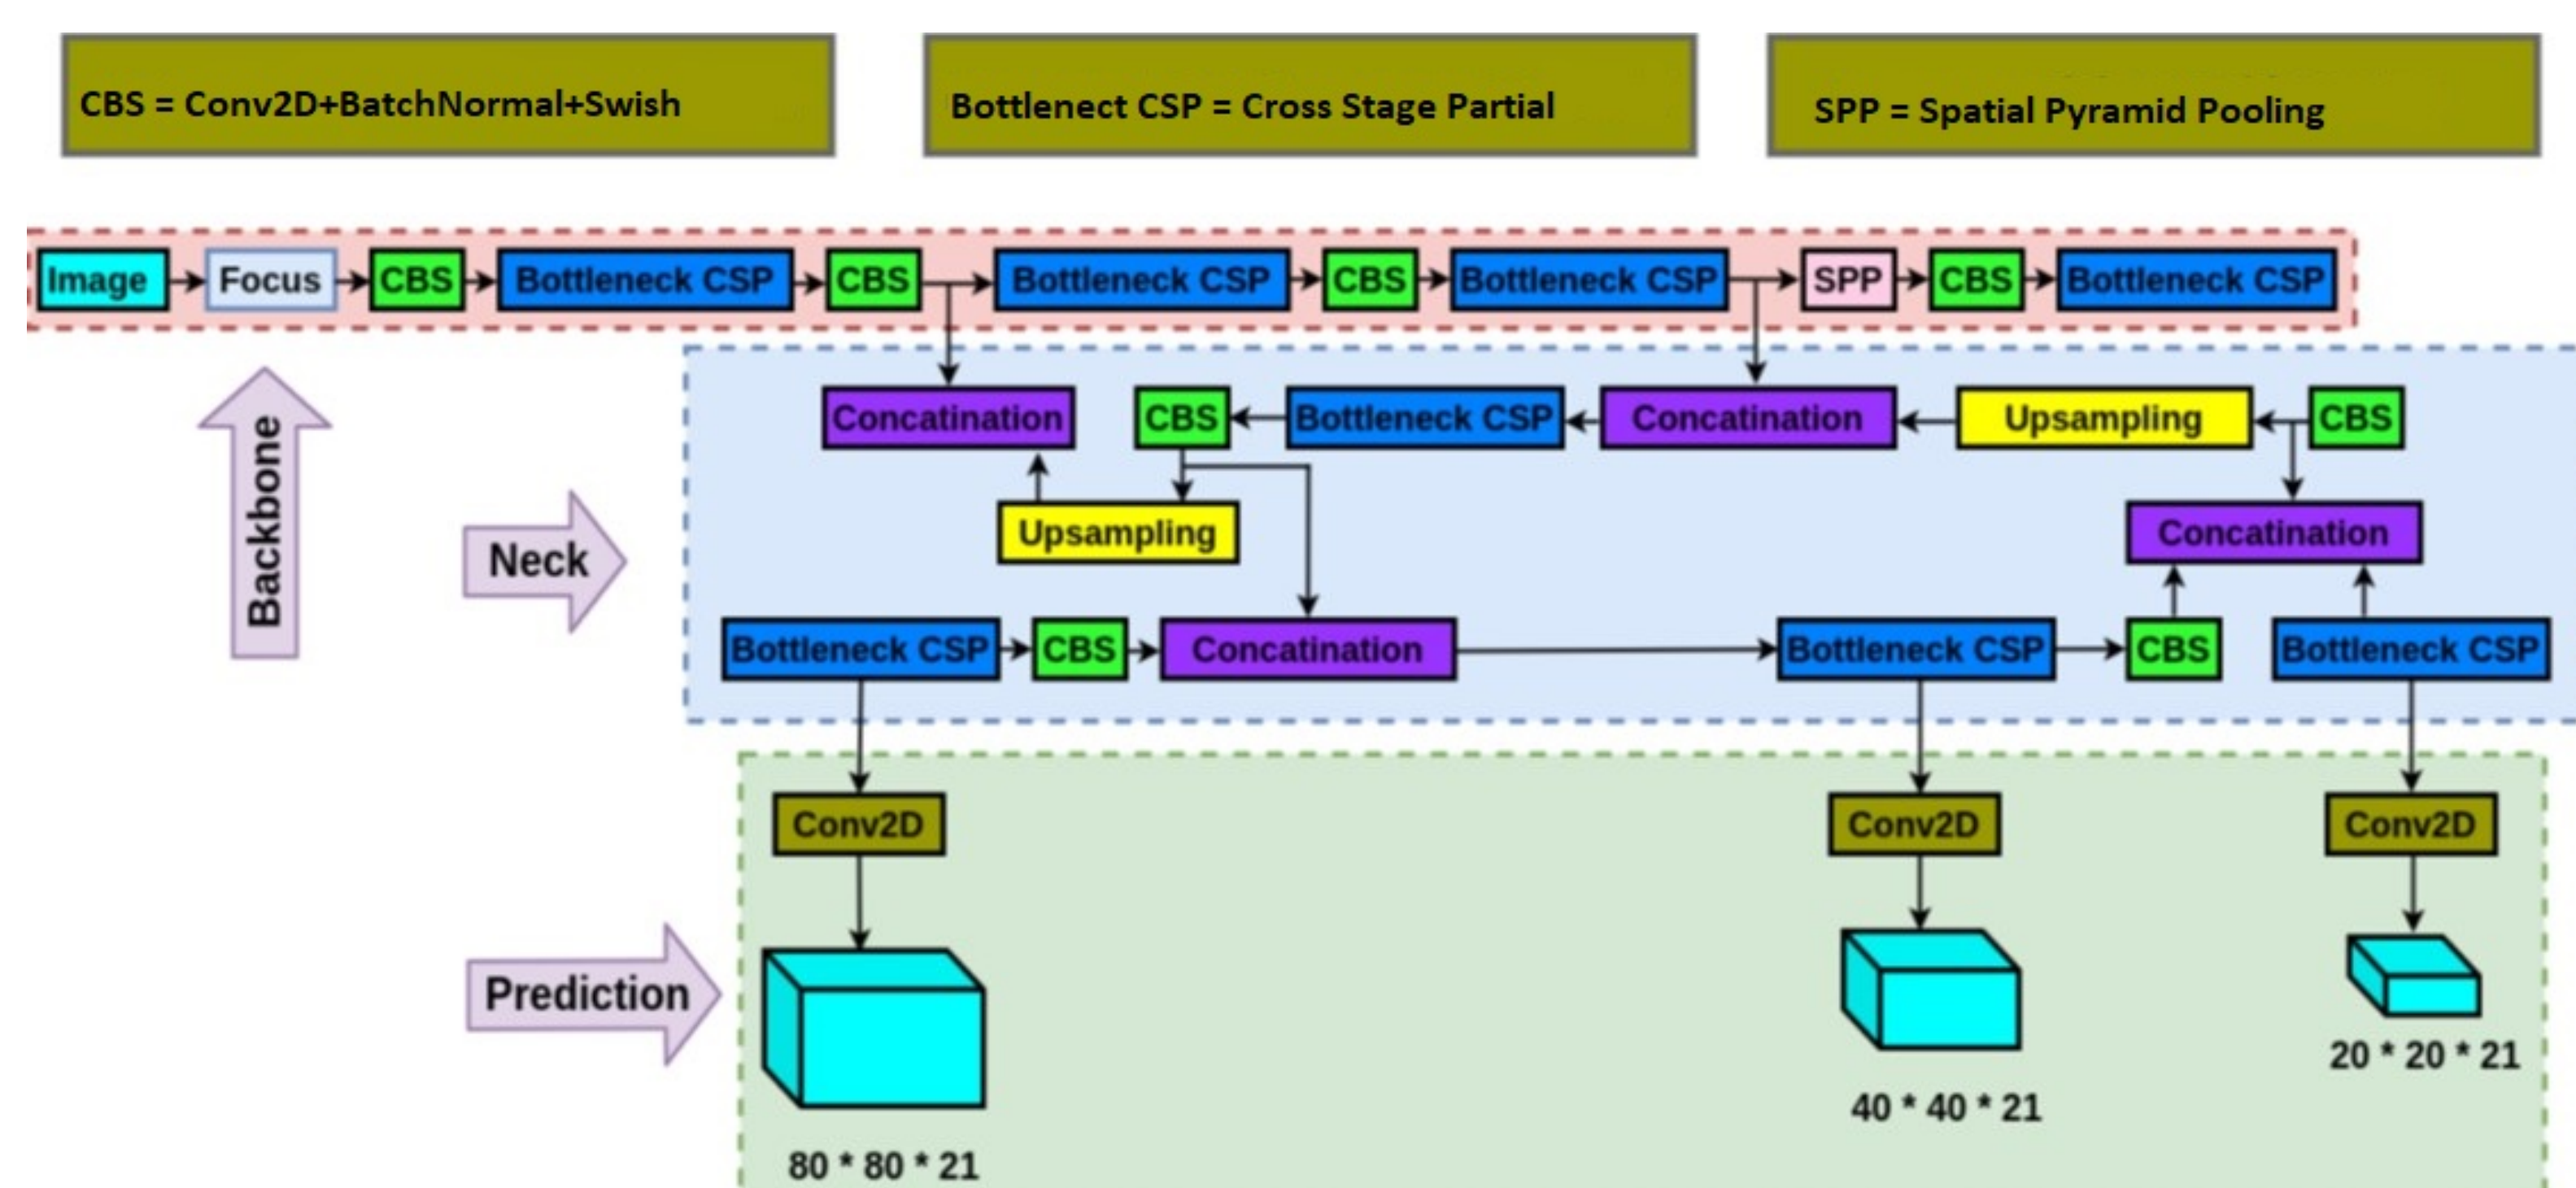 CBS = Conv2D+BatchNormal+Swish
Bottlenect CSP = Cross Stage Partial
SPP = Spatial Pyramid Pooling
Image
Focus
CBS
Bottleneck CSP
CBS
Bottleneck CSP
CBS
Bottleneck CSP
SPP
CBS
Bottleneck CSP
Backbone
Concatination
CBS
Bottleneck CSP
Concatination
Upsampling
CBS
Neck
Upsampling
Concatination
Bottleneck CSP
CBS
Concatination
Bottleneck CSP
CBS
Bottleneck CSP
Conv2D
Conv2D
Conv2D
Prediction
20 * 20 * 21
40 * 40 * 21
80 * 80 * 21